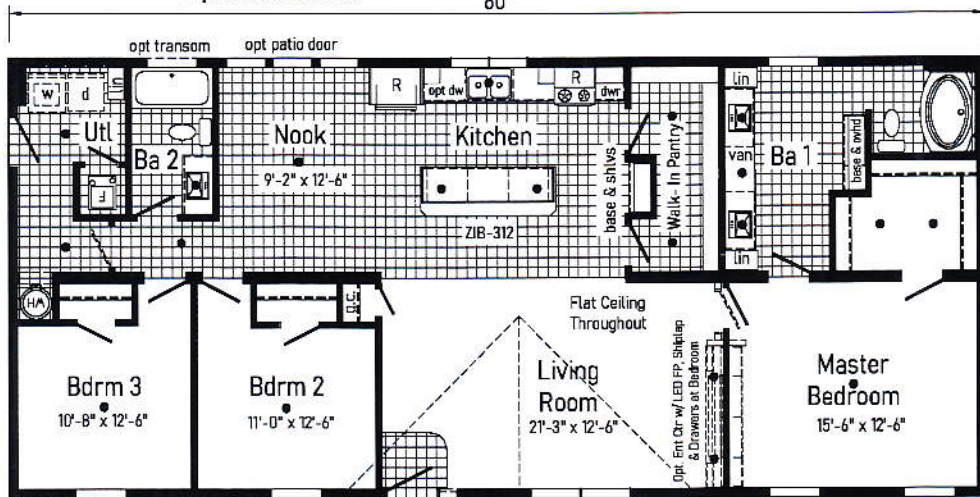 60'
opt transom
opt patio door
w
d
Utl
F
Ba 2
Nook
9'-2" x 12'-6"
R
opt dw
Kitchen
R
dwr
ZIB-312
base & shlvs
Walk-In Pantry
lin
van
lin
Ba 1
base & ovhd
HW
Bdrm 3
10'-8" x 12'-6"
Bdrm 2
11'-0" x 12'-6"
O.C.
Flat Ceiling
Throughout
Living
Room
21'-3" x 12'-6"
Opt. Ent Ctr w/ LED FP, Shiplap
& Drawers at Bedroom
Master
Bedroom
15'-6" x 12'-6"